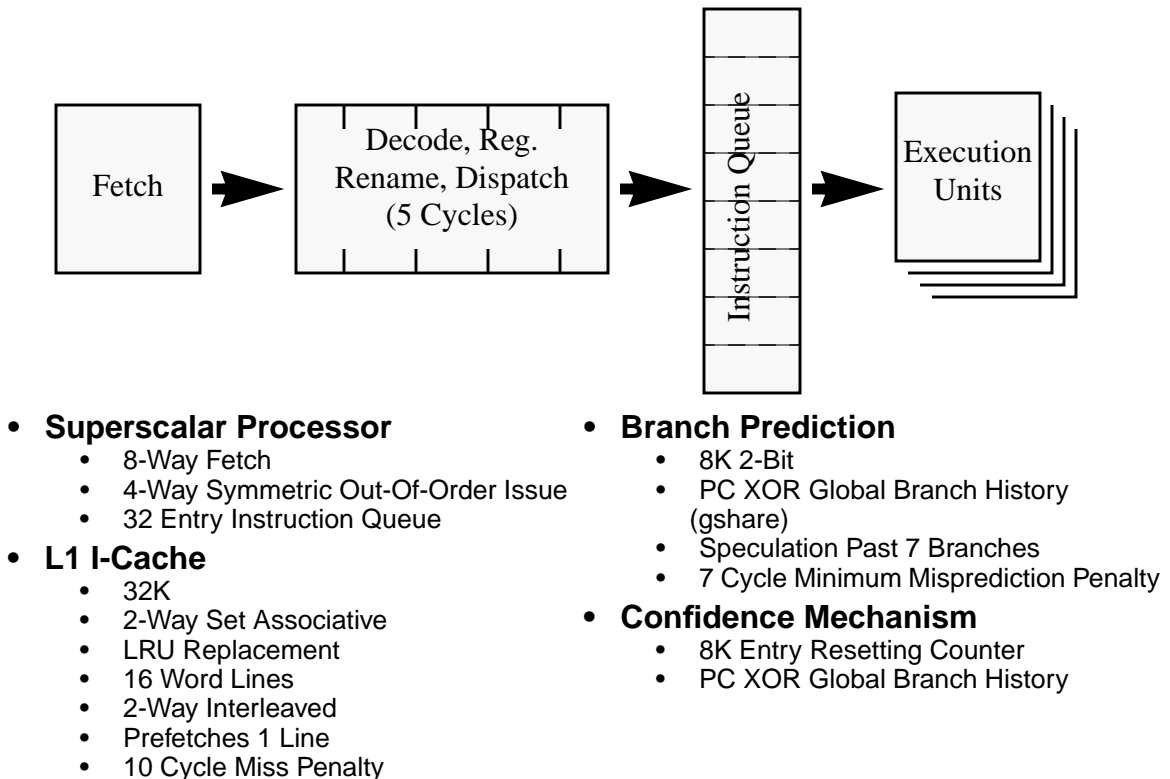 Fetch
Decode, Reg.
Rename, Dispatch
(5 Cycles)
Instruction Queue
Execution
Units
• Superscalar Processor
• 8-Way Fetch
• 4-Way Symmetric Out-Of-Order Issue
• 32 Entry Instruction Queue
• L1 I-Cache
• 32K
• 2-Way Set Associative
• LRU Replacement
• 16 Word Lines
• 2-Way Interleaved
• Prefetches 1 Line
• 10 Cycle Miss Penalty
• Branch Prediction
• 8K 2-Bit
• PC XOR Global Branch History
(gshare)
• Speculation Past 7 Branches
• 7 Cycle Minimum Misprediction Penalty
• Confidence Mechanism
• 8K Entry Resetting Counter
• PC XOR Global Branch History